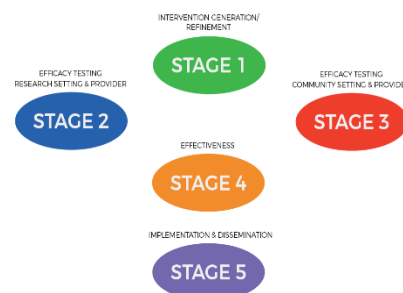 INTERVENTION GENERATION/
REFINEMENT
STAGE 1
EFFICACY TESTING
RESEARCH SETTING & PROVIDER
STAGE 2
EFFICACY TESTING
COMMUNITY SETTING & PROVIDE
STAGE 3
EFFECTIVENESS
STAGE 4
IMPLEMENTATION & DISSEMINATION
STAGE 5